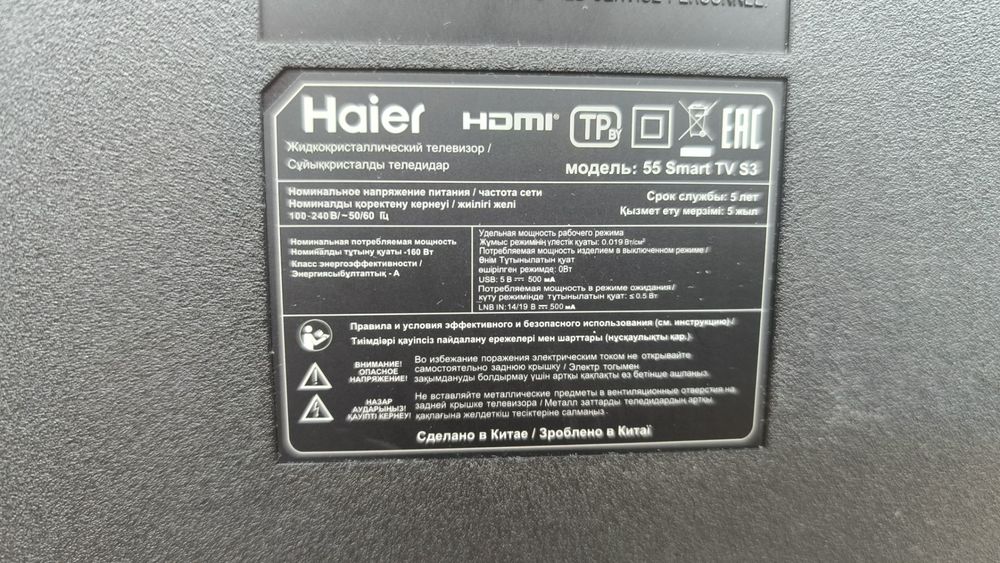 SERVICE PERSONNEL.
Haier HDMI® TP BY EAC
Жидкокристаллический телевизор /
Сұйыққристалды теледидар
модель: 55 Smart TV S3
Номинальное напряжение питания / частота сети
Номиналды қоректену кернеуі / жиілігі желі
100-240 В/~50/60 Гц
Срок службы: 5 лет
Қызмет ету мерзімі: 5 жыл
Номинальная потребляемая мощность
Номиналды тұтыну қуаты -160 Вт
Класс энергоэффективности /
Энергиясыбұлтаптық - А
Удельная мощность рабочего режима
Жұмыс режимінің үлестік қуаты: 0.019 Вт/см²
Потребляемая мощность изделием в выключенном режиме /
Өнім Тұтынылатын қуат
өшірілген режимде: 0Вт
USB: 5 В ⎓ 500 мА
Потребляемая мощность в режиме ожидания/
күту режимінде тұтынылатын қуат: ≤ 0.5 Вт
LNB IN: 14/19 В ⎓ 500 мА
Правила и условия эффективного и безопасного использования (см. инструкцию)/
Тиімдіәрі қауіпсіз пайдалану ережелері мен шарттары (нұсқаулықты қар.)
ВНИМАНИЕ!
ОПАСНОЕ
НАПРЯЖЕНИЕ!
Во избежание поражения электрическим током не открывайте
самостоятельно заднюю крышку / Электр тогымен
зақымдануды болдырмау үшін артқы қақпақты өз бетінше ашпаңыз.
НАЗАР
АУДАРЫҢЫЗ!
ҚАУІПТІ КЕРНЕУ!
Не вставляйте металлические предметы в вентиляционные отверстия на
задней крышке телевизора / Металл заттарды теледидардың артқы
қақпағына желдеткіш тесіктеріне салмаңыз.
Сделано в Китае / Зроблено в Китаї